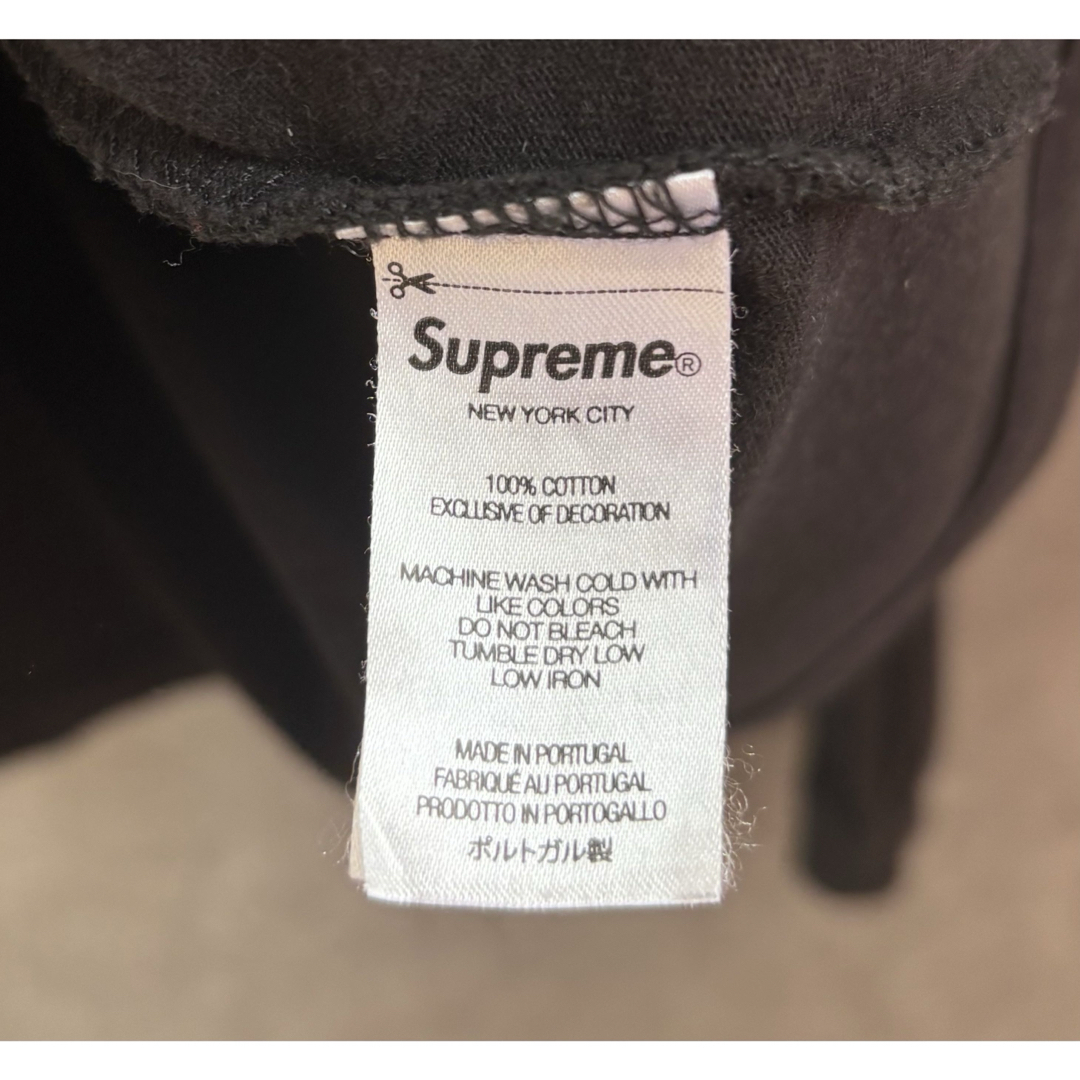 Supreme®
NEW YORK CITY
100% COTTON
EXCLUSIVE OF DECORATION
MACHINE WASH COLD WITH
LIKE COLORS
DO NOT BLEACH
TUMBLE DRY LOW
LOW IRON
MADE IN PORTUGAL
FABRIQUÉ AU PORTUGAL
PRODOTTO IN PORTOGALLO
ポルトガル製